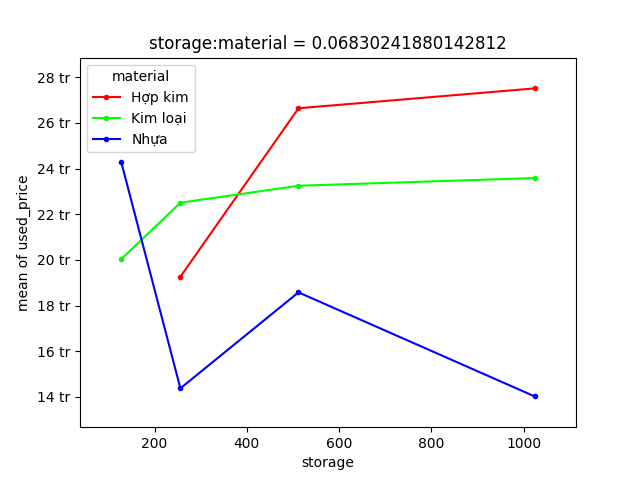 storage:material = 0.06830241880142812
28 tr
26 tr
24 tr
22 tr
20 tr
18 tr
16 tr
14 tr
mean of used_price
material
Hợp kim
Kim loại
Nhựa
200
400
600
800
1000
storage